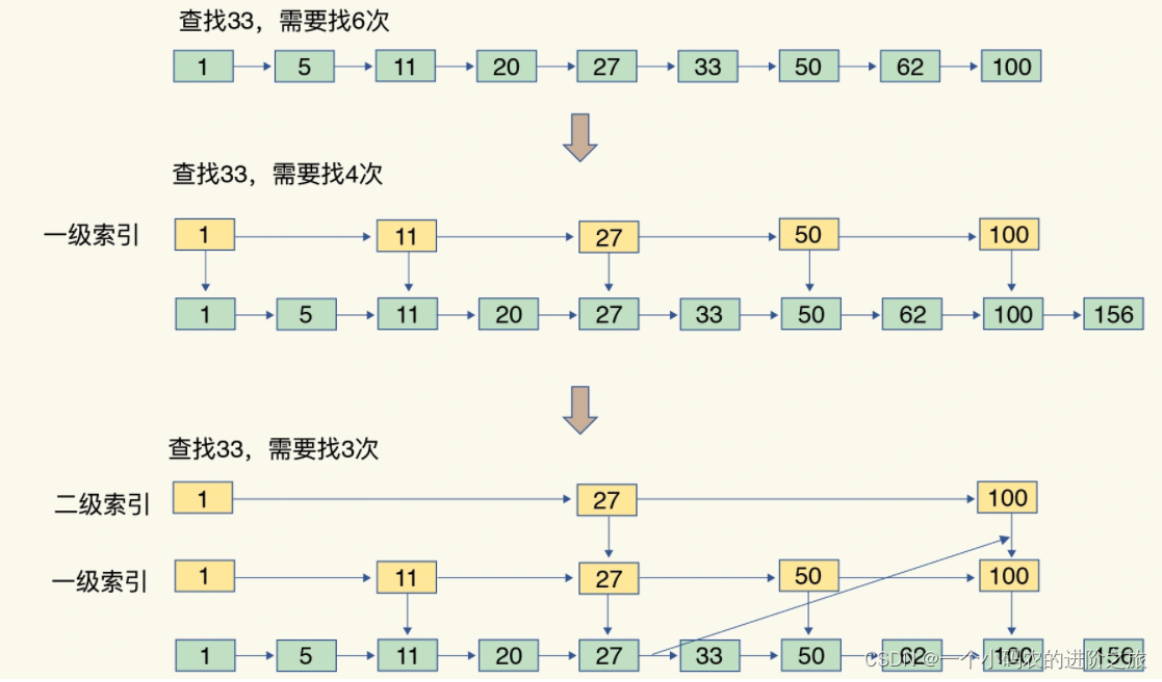 查找33，需要找6次
1 5 11 20 27 33 50 62 100
查找33，需要找4次
一级索引 1 11 27 50 100
1 5 11 20 27 33 50 62 100 156
查找33，需要找3次
二级索引 1 27 100
一级索引 1 11 27 50 100
1 5 11 20 27 33 50 62 100 156
CSDN @一个小码农的进阶之旅